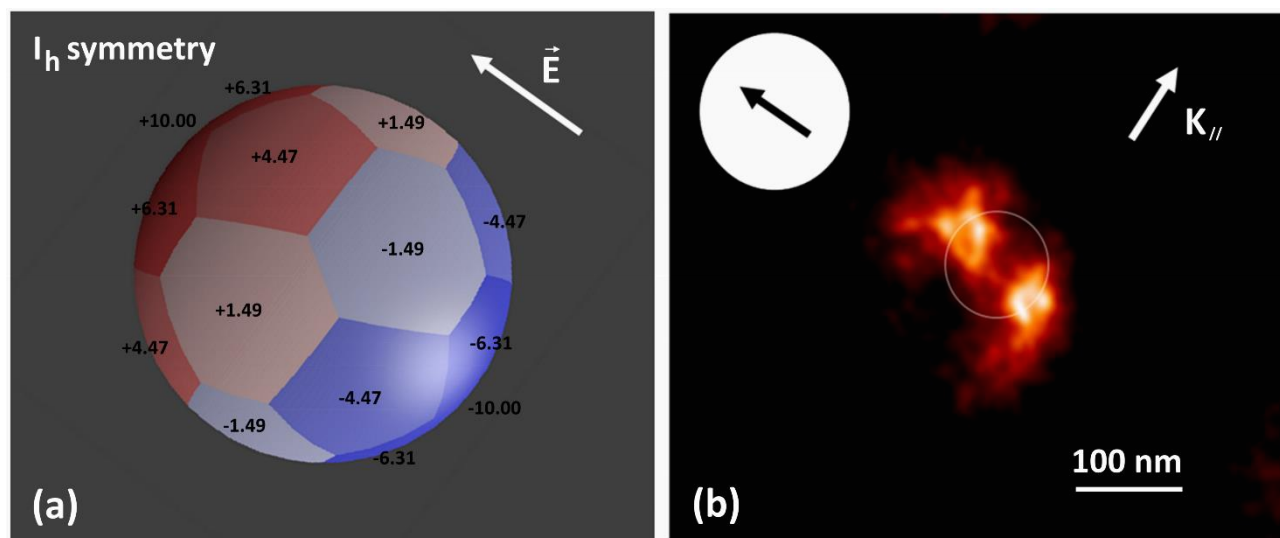 I_h symmetry
E⃗
+6.31
+10.00
+1.49
+4.47
+6.31
-4.47
-1.49
+1.49
+4.47
-6.31
-4.47
-10.00
-1.49
-6.31
(a)
K//
100 nm
(b)